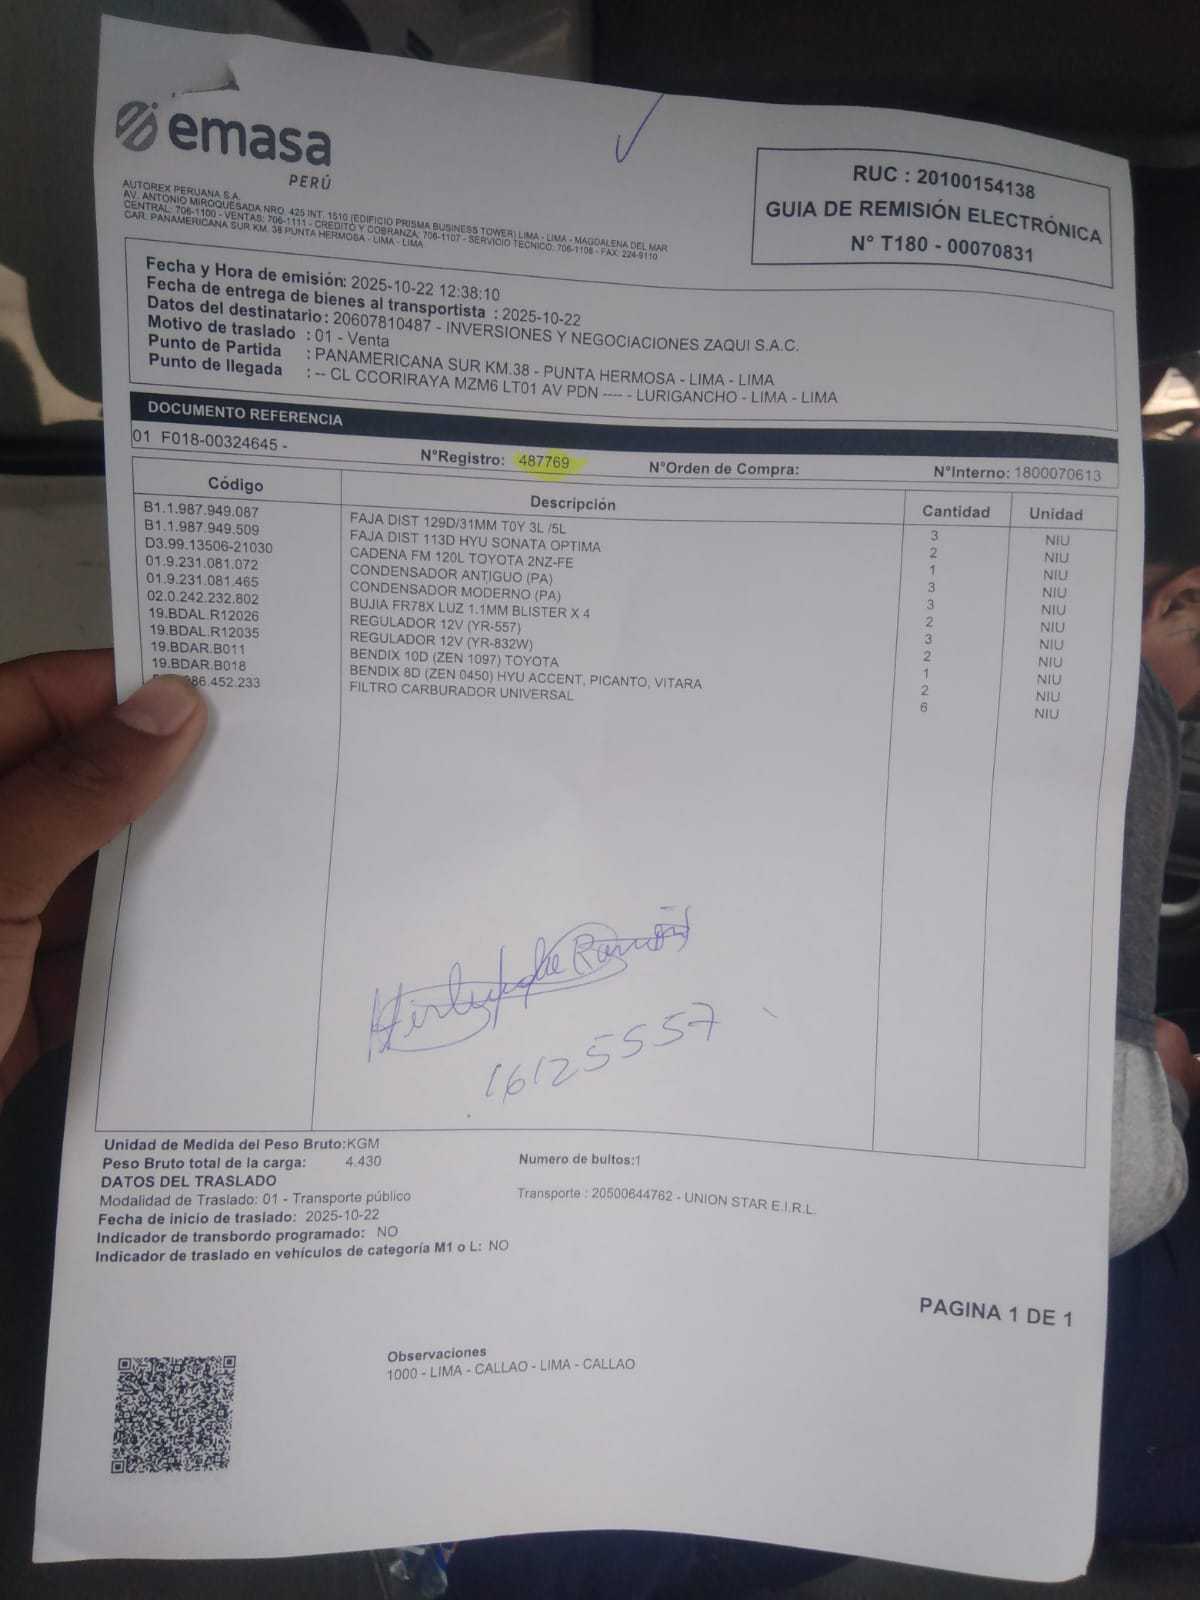 emasa
PERÚ
AUTOREX PERUANA S.A.
AV. ANTONIO MIROQUESADA NRO. 425 INT. 1510 (EDIFICIO PRISMA BUSINESS TOWER) LIMA - LIMA - MAGDALENA DEL MAR
CENTRAL: 706-1100 - VENTAS: 706-1111 - CREDITO Y COBRANZA: 706-1107 - SERVICIO TECNICO: 706-1108 - FAX: 224-9110
CAR. PANAMERICANA SUR KM. 38 PUNTA HERMOSA - LIMA - LIMA
RUC : 20100154138
GUIA DE REMISIÓN ELECTRÓNICA
N° T180 - 00070831
Fecha y Hora de emisión: 2025-10-22 12:38:10
Fecha de entrega de bienes al transportista : 2025-10-22
Datos del destinatario: 20607810487 - INVERSIONES Y NEGOCIACIONES ZAQUI S.A.C.
Motivo de traslado : 01 - Venta
Punto de Partida : PANAMERICANA SUR KM.38 - PUNTA HERMOSA - LIMA - LIMA
Punto de llegada : -- CL CCORIRAYA MZM6 LT01 AV PDN ---- - LURIGANCHO - LIMA - LIMA
DOCUMENTO REFERENCIA
01 F018-00324645 -
N°Registro: 487769 N°Orden de Compra: N°Interno: 1800070613
Código Descripción Cantidad Unidad
B1.1.987.949.087 FAJA DIST 129D/31MM T0Y 3L /5L 3 NIU
B1.1.987.949.509 FAJA DIST 113D HYU SONATA OPTIMA 2 NIU
D3.99.13506-21030 CADENA FM 120L TOYOTA 2NZ-FE 1 NIU
01.9.231.081.072 CONDENSADOR ANTIGUO (PA) 3 NIU
01.9.231.081.465 CONDENSADOR MODERNO (PA) 3 NIU
02.0.242.232.802 BUJIA FR78X LUZ 1.1MM BLISTER X 4 2 NIU
19.BDAL.R12026 REGULADOR 12V (YR-557) 3 NIU
19.BDAL.R12035 REGULADOR 12V (YR-832W) 2 NIU
19.BDAR.B011 BENDIX 10D (ZEN 1097) TOYOTA 1 NIU
19.BDAR.B018 BENDIX 8D (ZEN 0450) HYU ACCENT, PICANTO, VITARA 2 NIU
86.452.233 FILTRO CARBURADOR UNIVERSAL 6 NIU
16125557
Unidad de Medida del Peso Bruto:KGM
Peso Bruto total de la carga: 4.430 Numero de bultos:1
DATOS DEL TRASLADO
Modalidad de Traslado: 01 - Transporte público Transporte : 20500644762 - UNION STAR E.I.R.L.
Fecha de inicio de traslado: 2025-10-22
Indicador de transbordo programado: NO
Indicador de traslado en vehículos de categoría M1 o L: NO
PAGINA 1 DE 1
Observaciones
1000 - LIMA - CALLAO - LIMA - CALLAO